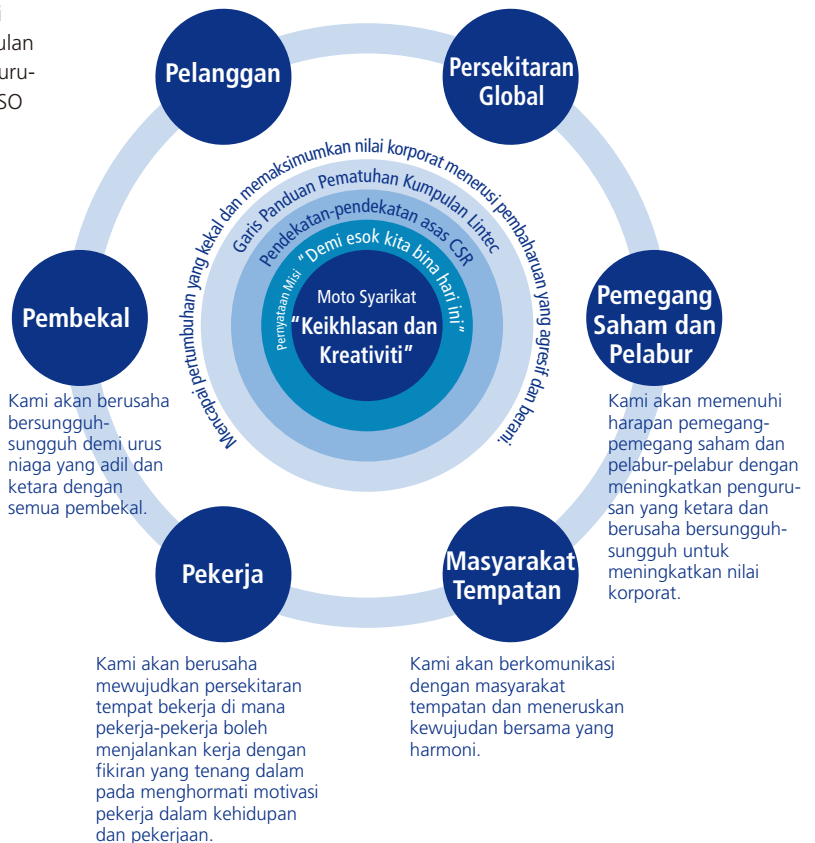 i
ulan
uru-
SO
Pelanggan
Persekitaran
Global
Mencapai pertumbuhan yang kekal dan memaksimumkan nilai korporat menerusi pembaharuan yang agresif dan berani.
Garis Panduan Pematuhan Kumpulan Lintec
Pendekatan-pendekatan asas CSR
Pernyataan Misi "Demi esok kita bina hari ini"
Moto Syarikat
"Keikhlasan dan
Kreativiti"
Pembekal
Kami akan berusaha
bersungguh-
sungguh demi urus
niaga yang adil dan
ketara dengan
semua pembekal.
Pemegang
Saham dan
Pelabur
Kami akan memenuhi
harapan pemegang-
pemegang saham dan
pelabur-pelabur dengan
meningkatkan penguru-
san yang ketara dan
berusaha bersungguh-
sungguh untuk
meningkatkan nilai
korporat.
Pekerja
Kami akan berusaha
mewujudkan persekitaran
tempat bekerja di mana
pekerja-pekerja boleh
menjalankan kerja dengan
fikiran yang tenang dalam
pada menghormati motivasi
pekerja dalam kehidupan
dan pekerjaan.
Masyarakat
Tempatan
Kami akan berkomunikasi
dengan masyarakat
tempatan dan meneruskan
kewujudan bersama yang
harmoni.